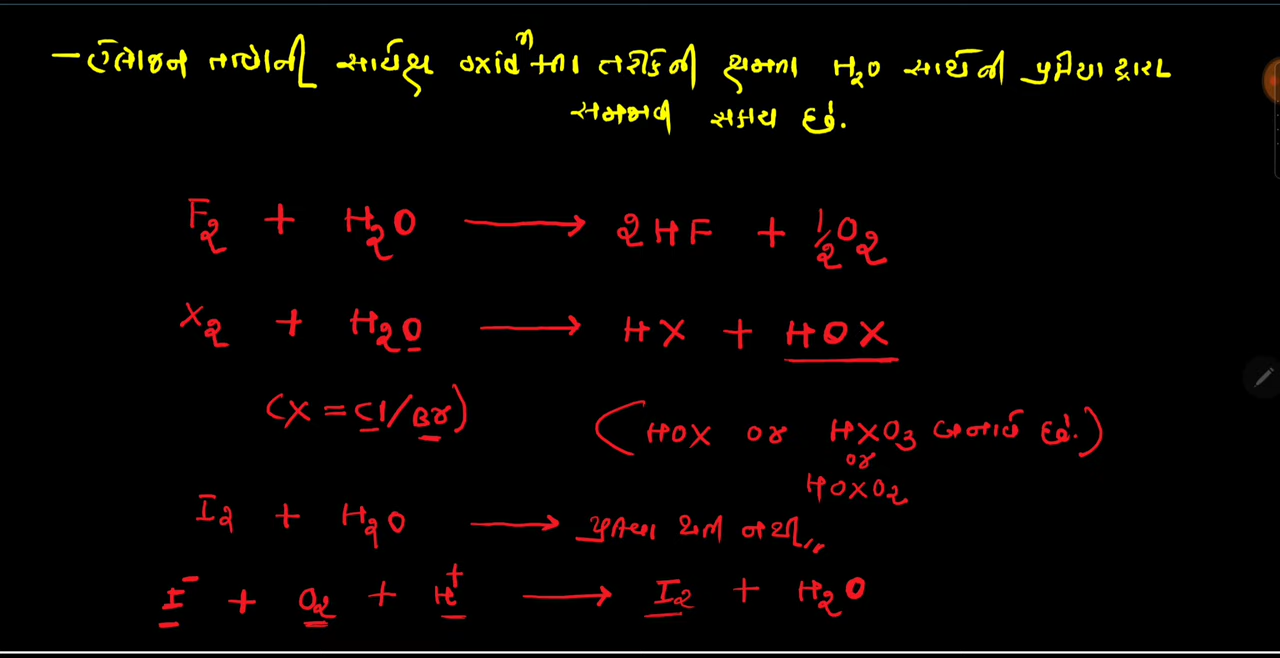 - હેલોજન તત્વોની સાપેક્ષ oxidⁿકર્તા તરીકેની ક્ષમતા H₂O સાથેની પ્રક્રિયા દ્વારા
સમજાવી શકાય છે.
F₂ + H₂O ⟶ 2HF + ½O₂
X₂ + H₂O ⟶ HX + HOX
(X = Cl/Br)
(HOX or HXO₃ બનાવે છે.)
or
HOXO₂
I₂ + H₂O ⟶ પ્રક્રિયા થતી નથી,,
I⁻ + O₂ + H⁺ ⟶ I₂ + H₂O